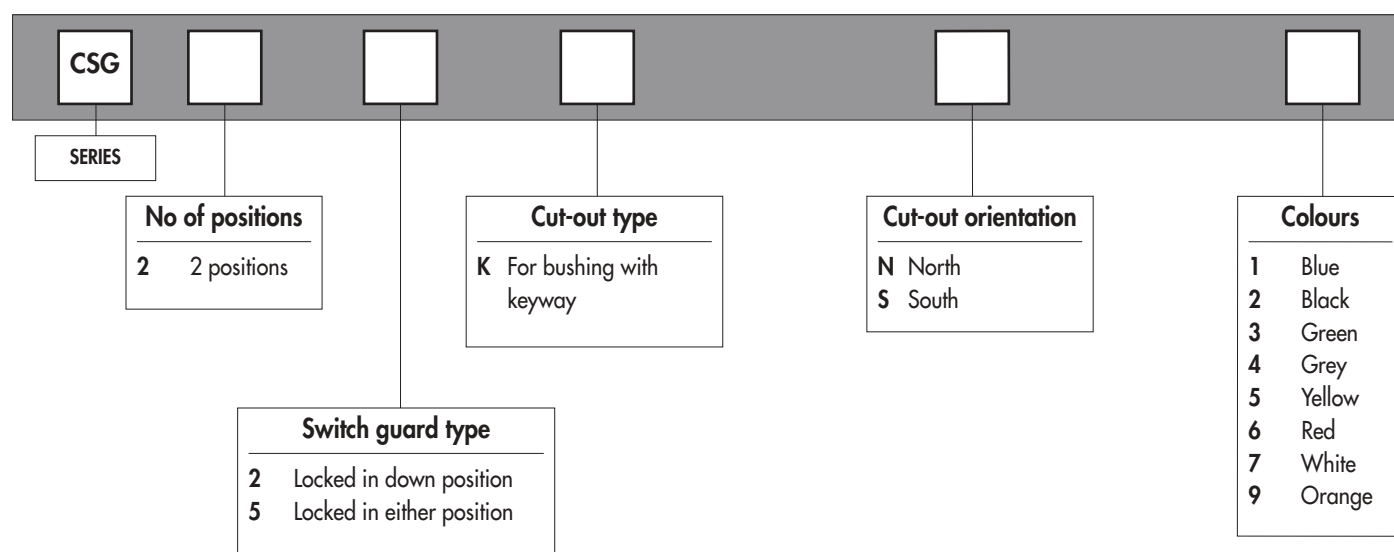 CSG
SERIES
No of positions
2 2 positions
Switch guard type
2 Locked in down position
5 Locked in either position
Cut-out type
K For bushing with
keyway
Cut-out orientation
N North
S South
Colours
1 Blue
2 Black
3 Green
4 Grey
5 Yellow
6 Red
7 White
9 Orange